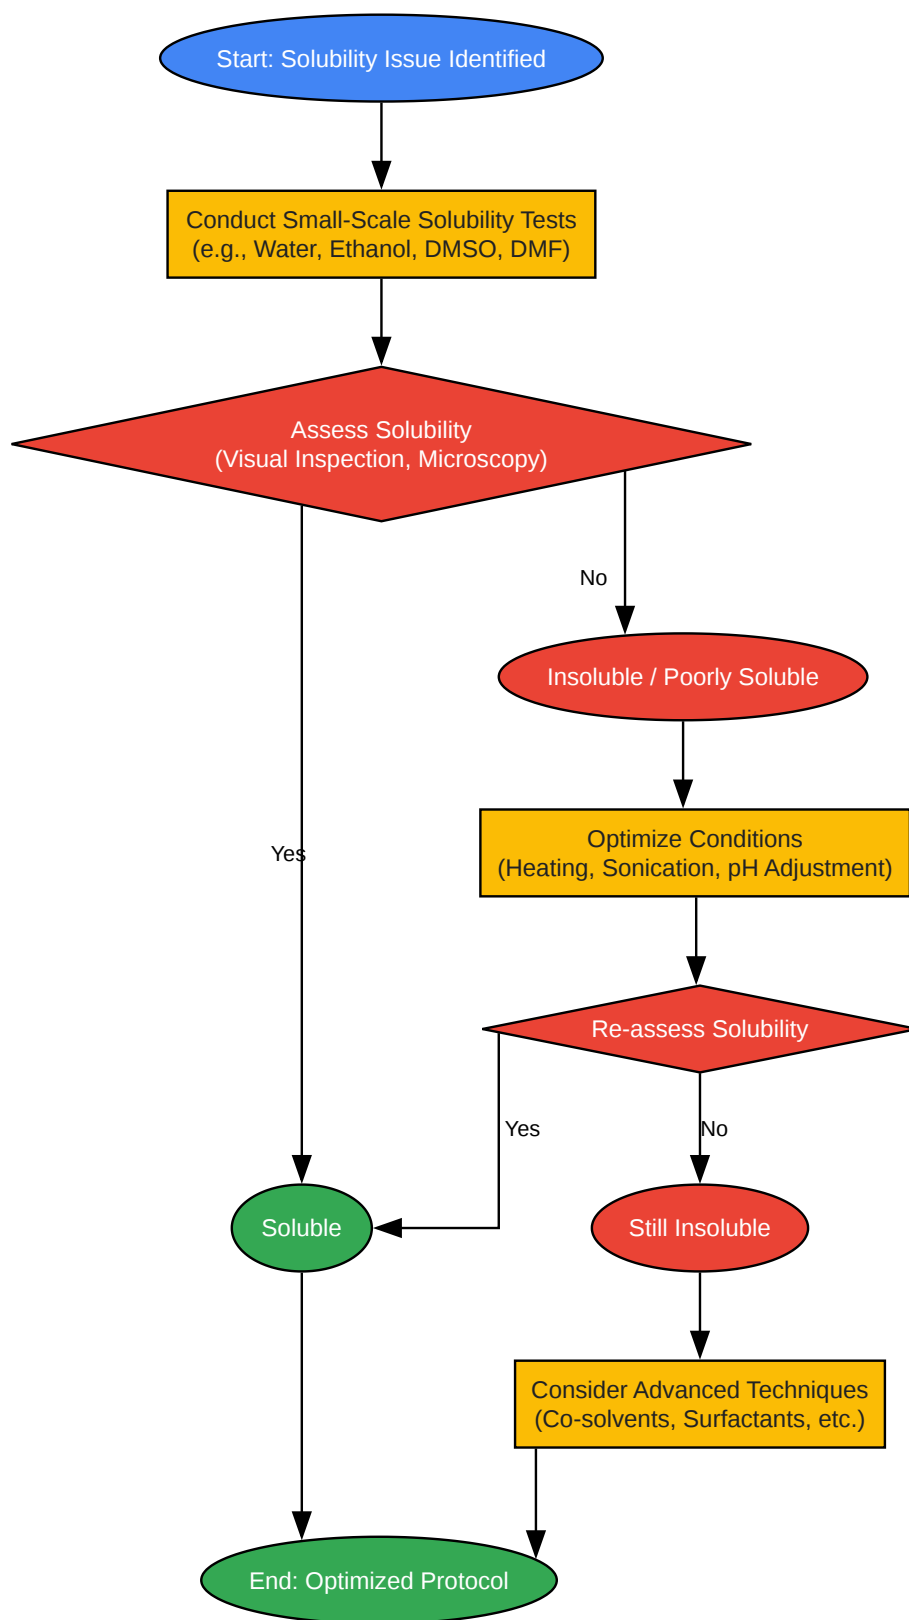 Start: Solubility Issue Identified
Conduct Small-Scale Solubility Tests
(e.g., Water, Ethanol, DMSO, DMF)
Assess Solubility
(Visual Inspection, Microscopy)
No
Insoluble / Poorly Soluble
Optimize Conditions
(Heating, Sonication, pH Adjustment)
Yes
Re-assess Solubility
Yes
No
Soluble
Still Insoluble
Consider Advanced Techniques
(Co-solvents, Surfactants, etc.)
End: Optimized Protocol